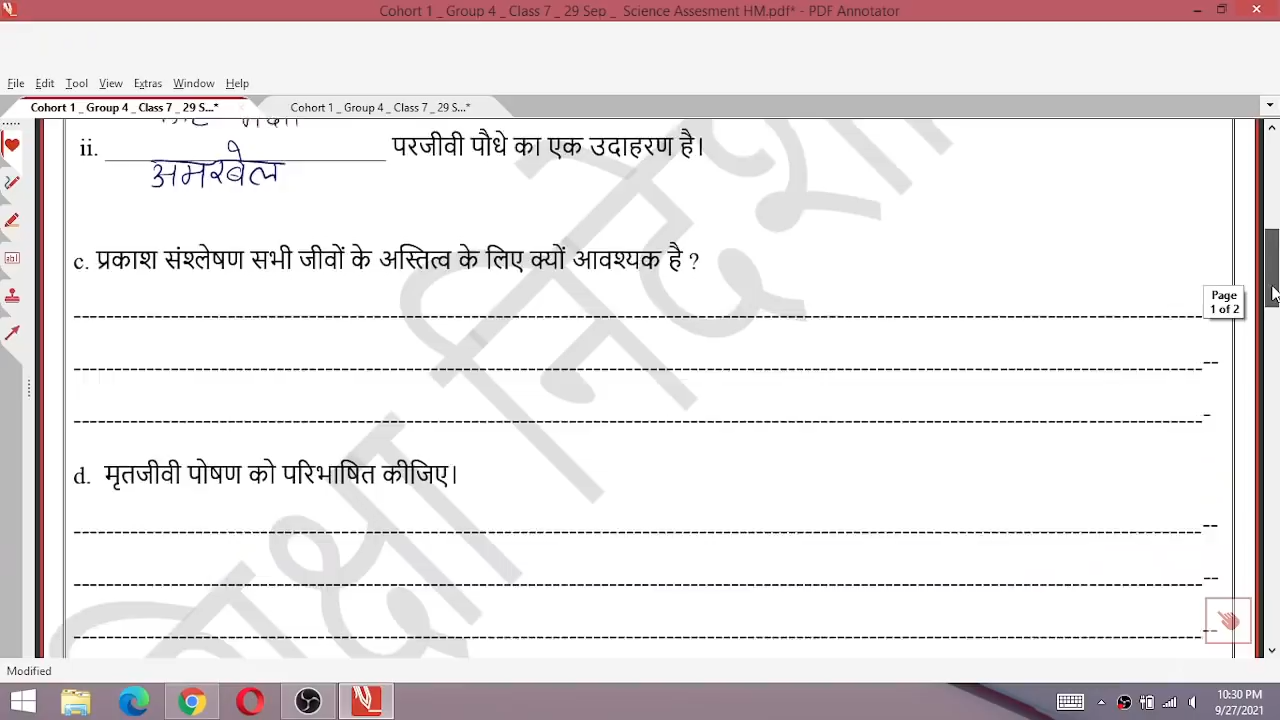 Cohort 1 _ Group 4 _ Class 7 _ 29 Sep _ Science Assesment HM.pdf* - PDF Annotator
File Edit Tool View Extras Window Help
Cohort 1 _ Group 4 _ Class 7 _ 29 S...* Cohort 1 _ Group 4 _ Class 7 _ 29 S...*
ii. ____________________ परजीवी पौधे का एक उदाहरण है।
अमरबेल
c. प्रकाश संश्लेषण सभी जीवों के अस्तित्व के लिए क्यों आवश्यक है ?
Page
1 of 2
d. मृतजीवी पोषण को परिभाषित कीजिए।
Modified
10:30 PM
9/27/2021